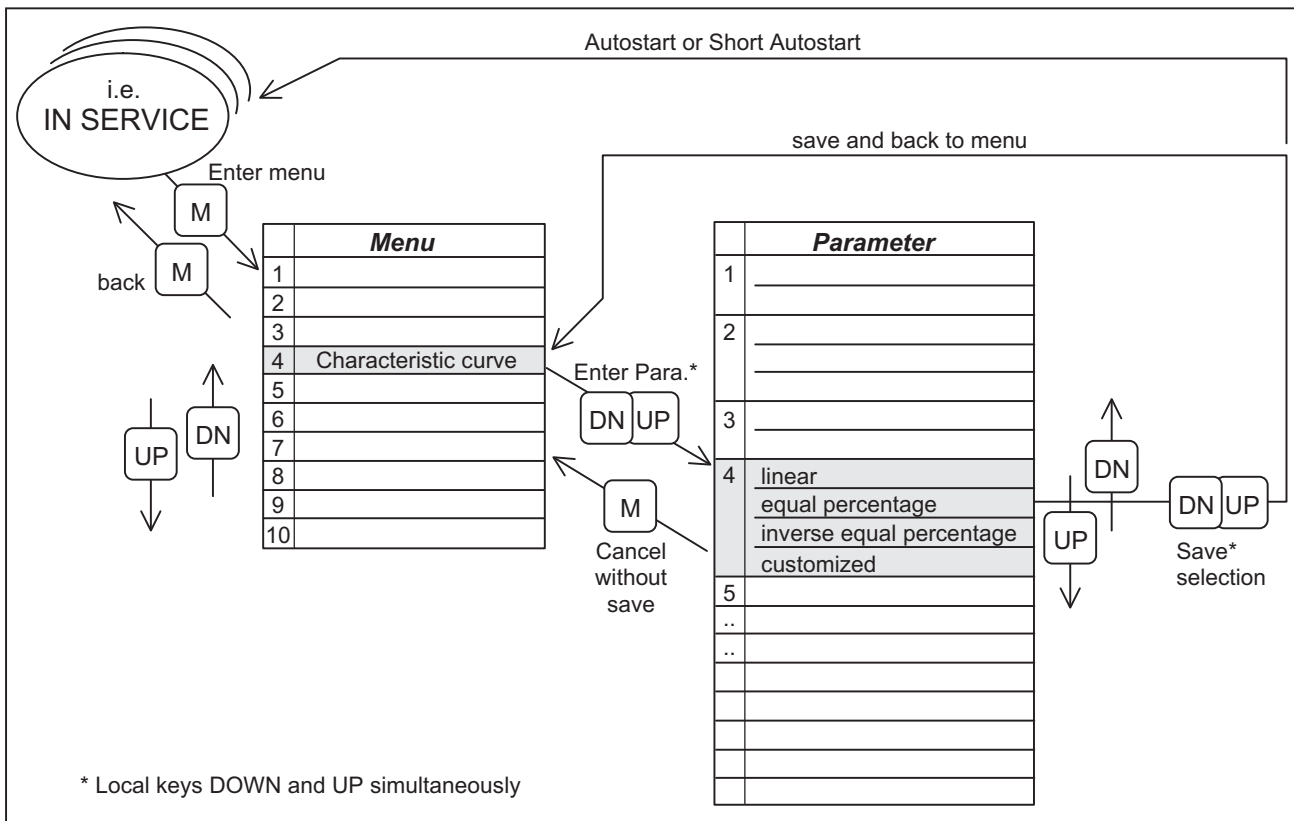 Autostart or Short Autostart
i.e.
IN SERVICE
save and back to menu
Enter menu
M
back
M
Menu
1
2
3
4 Characteristic curve
5
6
7
8
9
10
UP
DN
Enter Para.*
DN UP
M
Cancel
without
save
Parameter
1
2
3
4 linear
equal percentage
inverse equal percentage
customized
5
..
..
DN
UP
DN UP
Save*
selection
* Local keys DOWN and UP simultaneously